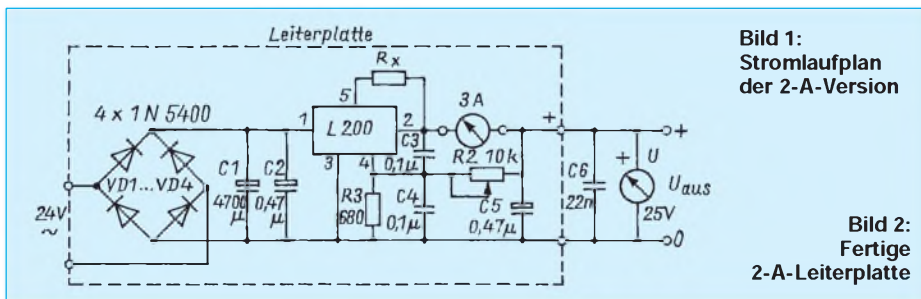 Leiterplatte
Bild 1:
Stromlaufplan
der 2-A-Version
Rx
4 x 1N 5400
5
3A
1
L200
2
+
+
C3
0,1µ
R2 10k
3
4
C1
4700
µ
C2
0,47
µ
VD1...VD4
R3
680
C4
0,1µ
C5
0,47µ
C6
22n
+
U
Uaus
25V
24V
~
0
Bild 2:
Fertige
2-A-Leiterplatte